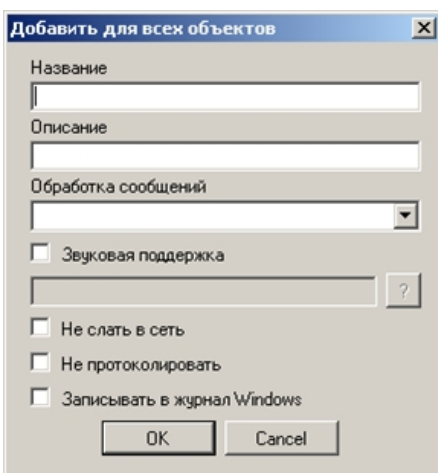 Добавить для всех объектов
Название
Описание
Обработка сообщений
Звуковая поддержка
?
Не слать в сеть
Не протоколировать
Записывать в журнал Windows
OK Cancel